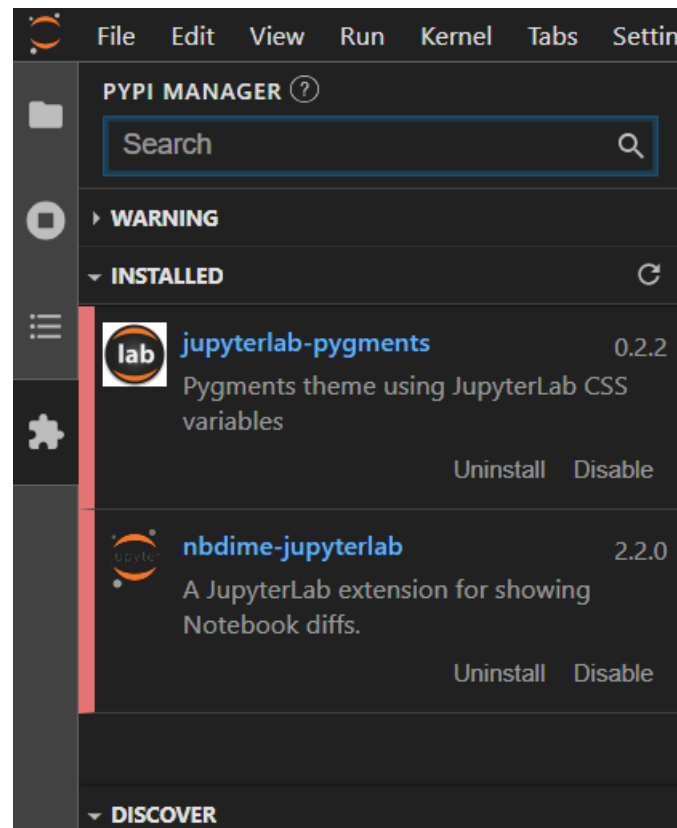 File Edit View Run Kernel Tabs Settin
PYPI MANAGER ?
Search
WARNING
INSTALLED
lab jupyterlab-pygments 0.2.2
Pygments theme using JupyterLab CSS
variables
Uninstall Disable
jupyter nbdime-jupyterlab 2.2.0
A JupyterLab extension for showing
Notebook diffs.
Uninstall Disable
DISCOVER